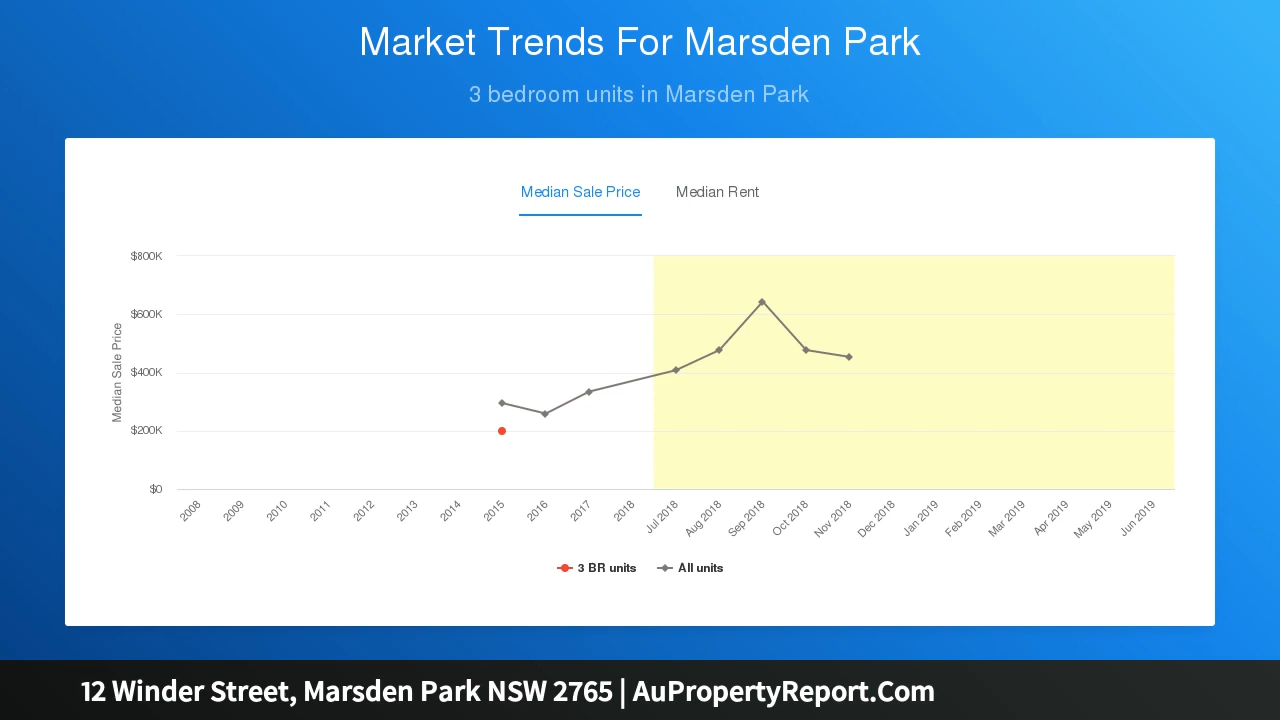 Market Trends For Marsden Park
3 bedroom units in Marsden Park
Median Sale Price Median Rent
Median Sale Price
$800K
$600K
$400K
$200K
$0
2008 2009 2010 2011 2012 2013 2014 2015 2016 2017 2018 Jul 2018 Aug 2018 Sep 2018 Oct 2018 Nov 2018 Dec 2018 Jan 2019 Feb 2019 Mar 2019 Apr 2019 May 2019 Jun 2019
3 BR units All units
12 Winder Street, Marsden Park NSW 2765 | AuPropertyReport.Com